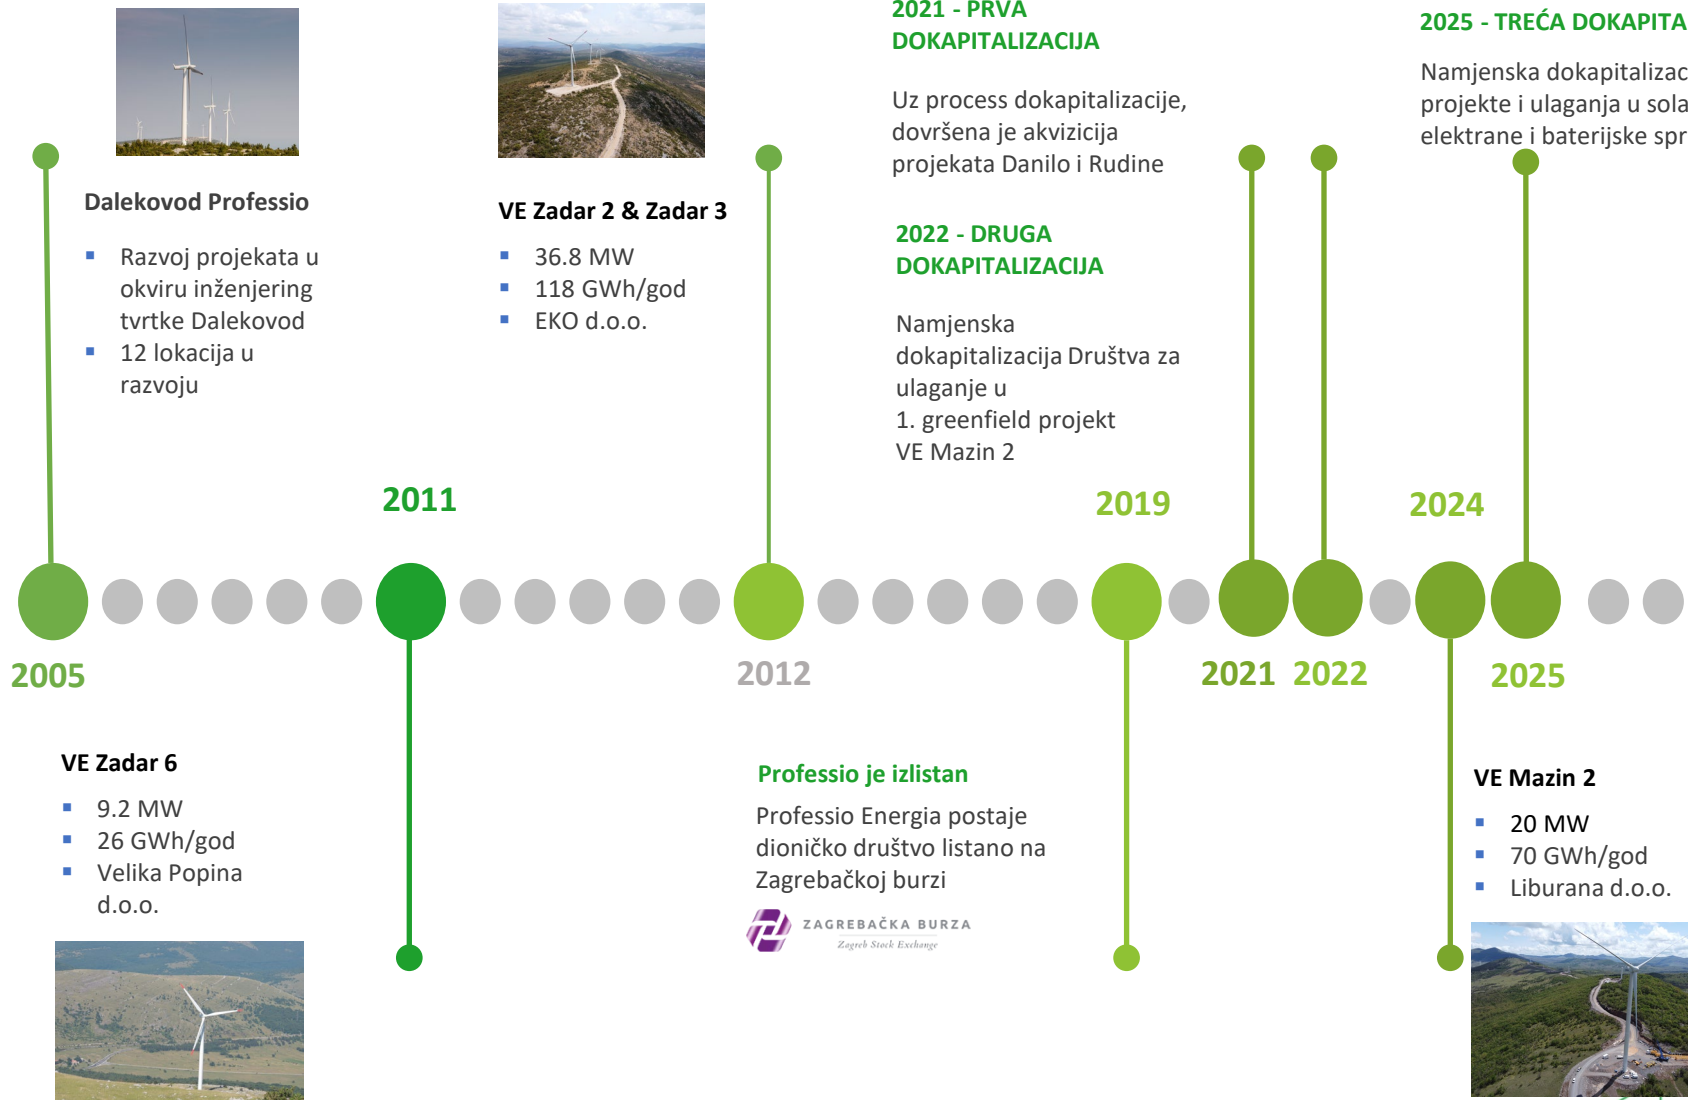 Dalekovod Professio
Razvoj projekata u
okviru inženjering
tvrtke Dalekovod
12 lokacija u
razvoju
VE Zadar 2 & Zadar 3
36.8 MW
118 GWh/god
EKO d.o.o.
2021 - PRVA
DOKAPITALIZACIJA
Uz process dokapitalizacije,
dovršena je akvizicija
projekata Danilo i Rudine
2022 - DRUGA
DOKAPITALIZACIJA
Namjenska
dokapitalizacija Društva za
ulaganje u
1. greenfield projekt
VE Mazin 2
2025 - TREĆA DOKAPITA
Namjenska dokapitalizac
projekte i ulaganja u sola
elektrane i baterijske spr
2011
2019
2024
2005
2012
2021
2022
2025
VE Zadar 6
9.2 MW
26 GWh/god
Velika Popina
d.o.o.
Professio je izlistan
Professio Energia postaje
dioničko društvo listano na
Zagrebačkoj burzi
ZAGREBAČKA BURZA
Zagreb Stock Exchange
VE Mazin 2
20 MW
70 GWh/god
Liburana d.o.o.